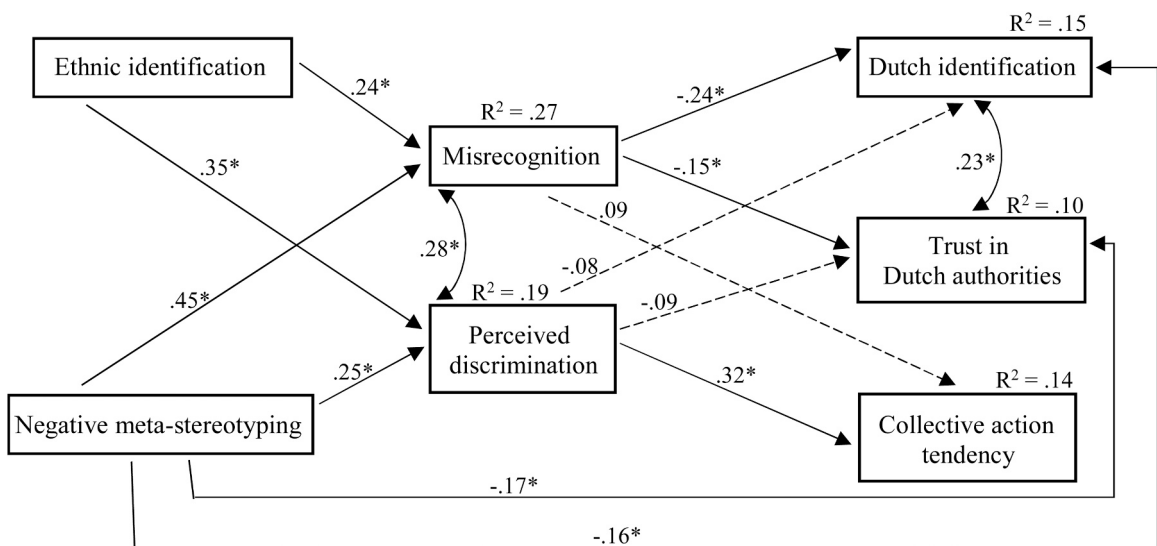 R² = .15
Ethnic identification
Dutch identification
.24*
-.24*
R² = .27
Misrecognition
.35*
-.15*
.23*
.09
R² = .10
.28*
-.08
Trust in
Dutch authorities
R² = .19
.45*
-.09
Perceived
discrimination
.25*
.32*
R² = .14
Negative meta-stereotyping
Collective action
tendency
-.17*
-.16*